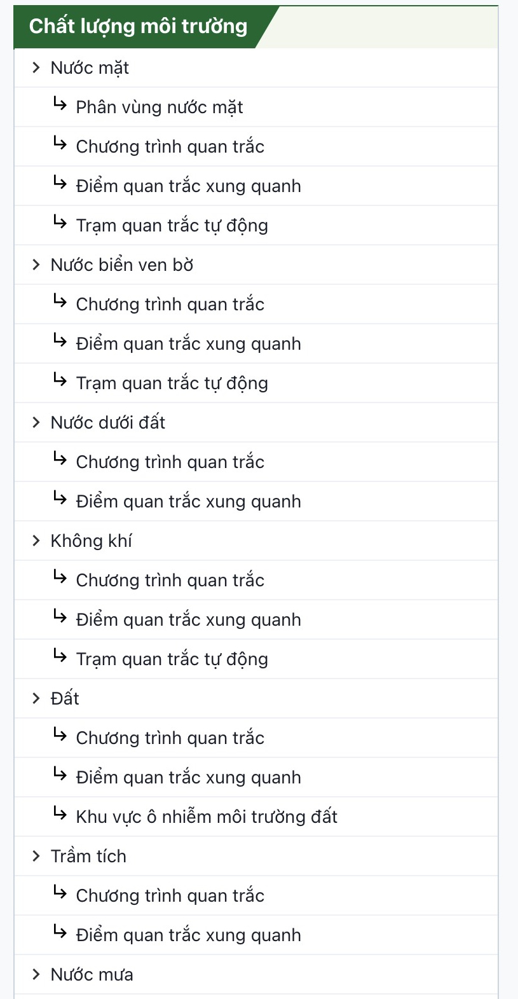 Chất lượng môi trường
Nước mặt
Phân vùng nước mặt
Chương trình quan trắc
Điểm quan trắc xung quanh
Trạm quan trắc tự động
Nước biển ven bờ
Chương trình quan trắc
Điểm quan trắc xung quanh
Trạm quan trắc tự động
Nước dưới đất
Chương trình quan trắc
Điểm quan trắc xung quanh
Không khí
Chương trình quan trắc
Điểm quan trắc xung quanh
Trạm quan trắc tự động
Đất
Chương trình quan trắc
Điểm quan trắc xung quanh
Khu vực ô nhiễm môi trường đất
Trầm tích
Chương trình quan trắc
Điểm quan trắc xung quanh
Nước mưa